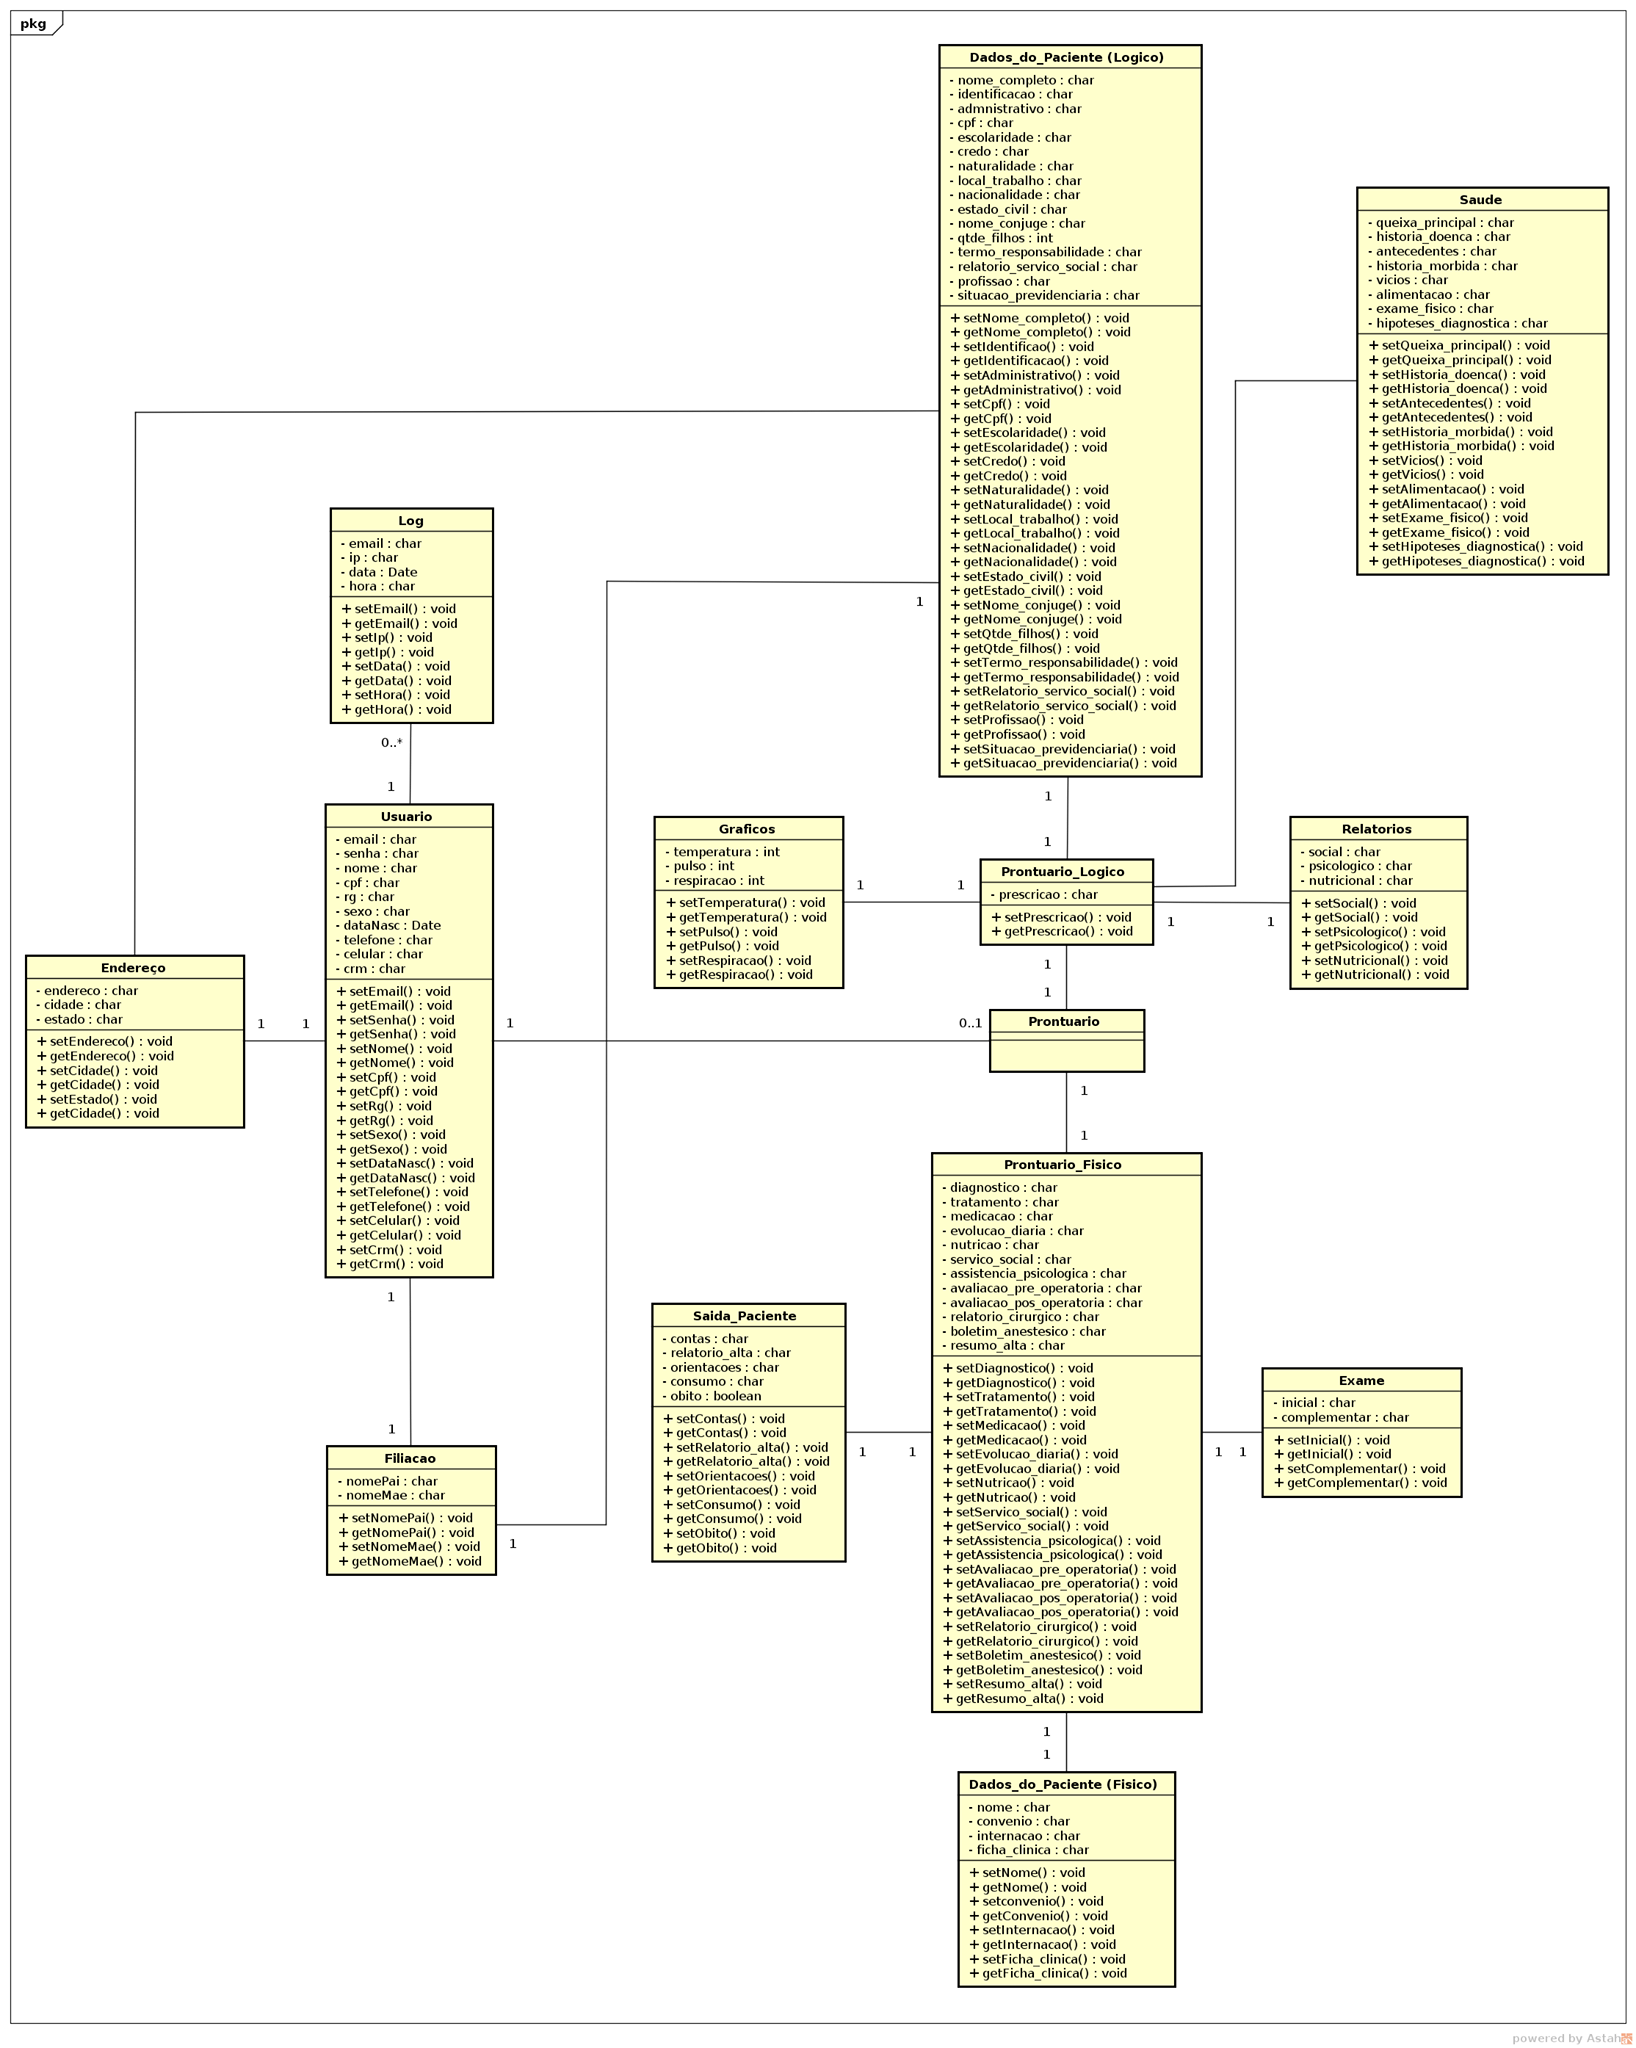 pkg
Dados_do_Paciente (Logico)
- nome_completo : char
- identificacao : char
- admnistrativo : char
- cpf : char
- escolaridade : char
- credo : char
- naturalidade : char
- local_trabalho : char
- nacionalidade : char
- estado_civil : char
- nome_conjuge : char
- qtde_filhos : int
- termo_responsabilidade : char
- relatorio_servico_social : char
- profissao : char
- situacao_previdenciaria : char
+ setNome_completo() : void
+ getNome_completo() : void
+ setIdentificao() : void
+ getIdentificacao() : void
+ setAdministrativo() : void
+ getAdministrativo() : void
+ setCpf() : void
+ getCpf() : void
+ setEscolaridade() : void
+ getEscolaridade() : void
+ setCredo() : void
+ getCredo() : void
+ setNaturalidade() : void
+ getNaturalidade() : void
+ setLocal_trabalho() : void
+ getLocal_trabalho() : void
+ setNacionalidade() : void
+ getNacionalidade() : void
+ setEstado_civil() : void
+ getEstado_civil() : void
+ setNome_conjuge() : void
+ getNome_conjuge() : void
+ setQtde_filhos() : void
+ getQtde_filhos() : void
+ setTermo_responsabilidade() : void
+ getTermo_responsabilidade() : void
+ setRelatorio_servico_social() : void
+ getRelatorio_servico_social() : void
+ setProfissao() : void
+ getProfissao() : void
+ setSituacao_previdenciaria() : void
+ getSituacao_previdenciaria() : void
1
1
1
Saude
- queixa_principal : char
- historia_doenca : char
- antecedentes : char
- historia_morbida : char
- vicios : char
- alimentacao : char
- exame_fisico : char
- hipoteses_diagnostica : char
+ setQueixa_principal() : void
+ getQueixa_principal() : void
+ setHistoria_doenca() : void
+ getHistoria_doenca() : void
+ setAntecedentes() : void
+ getAntecedentes() : void
+ setHistoria_morbida() : void
+ getHistoria_morbida() : void
+ setVicios() : void
+ getVicios() : void
+ setAlimentacao() : void
+ getAlimentacao() : void
+ setExame_fisico() : void
+ getExame_fisico() : void
+ setHipoteses_diagnostica() : void
+ getHipoteses_diagnostica() : void
Log
- email : char
- ip : char
- data : Date
- hora : char
+ setEmail() : void
+ getEmail() : void
+ setIp() : void
+ getIp() : void
+ setData() : void
+ getData() : void
+ setHora() : void
+ getHora() : void
0..*
1
Usuario
- email : char
- senha : char
- nome : char
- cpf : char
- rg : char
- sexo : char
- dataNasc : Date
- telefone : char
- celular : char
- crm : char
+ setEmail() : void
+ getEmail() : void
+ setSenha() : void
+ getSenha() : void
+ setNome() : void
+ getNome() : void
+ setCpf() : void
+ getCpf() : void
+ setRg() : void
+ getRg() : void
+ setSexo() : void
+ getSexo() : void
+ setDataNasc() : void
+ getDataNasc() : void
+ setTelefone() : void
+ getTelefone() : void
+ setCelular() : void
+ getCelular() : void
+ setCrm() : void
+ getCrm() : void
Graficos
- temperatura : int
- pulso : int
- respiracao : int
+ setTemperatura() : void
+ getTemperatura() : void
+ setPulso() : void
+ getPulso() : void
+ setRespiracao() : void
+ getRespiracao() : void
1 1
Prontuario_Logico
- prescricao : char
+ setPrescricao() : void
+ getPrescricao() : void
1 1
Relatorios
- social : char
- psicologico : char
- nutricional : char
+ setSocial() : void
+ getSocial() : void
+ setPsicologico() : void
+ getPsicologico() : void
+ setNutricional() : void
+ getNutricional() : void
1
1
Endereço
- endereco : char
- cidade : char
- estado : char
+ setEndereco() : void
+ getEndereco() : void
+ setCidade() : void
+ getCidade() : void
+ setEstado() : void
+ getCidade() : void
1 1
1 0..1
Prontuario
1
1
Prontuario_Fisico
- diagnostico : char
- tratamento : char
- medicacao : char
- evolucao_diaria : char
- nutricao : char
- servico_social : char
- assistencia_psicologica : char
- avaliacao_pre_operatoria : char
- avaliacao_pos_operatoria : char
- relatorio_cirurgico : char
- boletim_anestesico : char
- resumo_alta : char
+ setDiagnostico() : void
+ getDiagnostico() : void
+ setTratamento() : void
+ getTratamento() : void
+ setMedicacao() : void
+ getMedicacao() : void
+ setEvolucao_diaria() : void
+ getEvolucao_diaria() : void
+ setNutricao() : void
+ getNutricao() : void
+ setServico_social() : void
+ getServico_social() : void
+ setAssistencia_psicologica() : void
+ getAssistencia_psicologica() : void
+ setAvaliacao_pre_operatoria() : void
+ getAvaliacao_pre_operatoria() : void
+ setAvaliacao_pos_operatoria() : void
+ getAvaliacao_pos_operatoria() : void
+ setRelatorio_cirurgico() : void
+ getRelatorio_cirurgico() : void
+ setBoletim_anestesico() : void
+ getBoletim_anestesico() : void
+ setResumo_alta() : void
+ getResumo_alta() : void
1
1
Filiacao
- nomePai : char
- nomeMae : char
+ setNomePai() : void
+ getNomePai() : void
+ setNomeMae() : void
+ getNomeMae() : void
1
Saida_Paciente
- contas : char
- relatorio_alta : char
- orientacoes : char
- consumo : char
- obito : boolean
+ setContas() : void
+ getContas() : void
+ setRelatorio_alta() : void
+ getRelatorio_alta() : void
+ setOrientacoes() : void
+ getOrientacoes() : void
+ setConsumo() : void
+ getConsumo() : void
+ setObito() : void
+ getObito() : void
1 1
1 1
Exame
- inicial : char
- complementar : char
+ setInicial() : void
+ getInicial() : void
+ setComplementar() : void
+ getComplementar() : void
1
1
Dados_do_Paciente (Fisico)
- nome : char
- convenio : char
- internacao : char
- ficha_clinica : char
+ setNome() : void
+ getNome() : void
+ setconvenio() : void
+ getConvenio() : void
+ setInternacao() : void
+ getInternacao() : void
+ setFicha_clinica() : void
+ getFicha_clinica() : void
powered by Astah